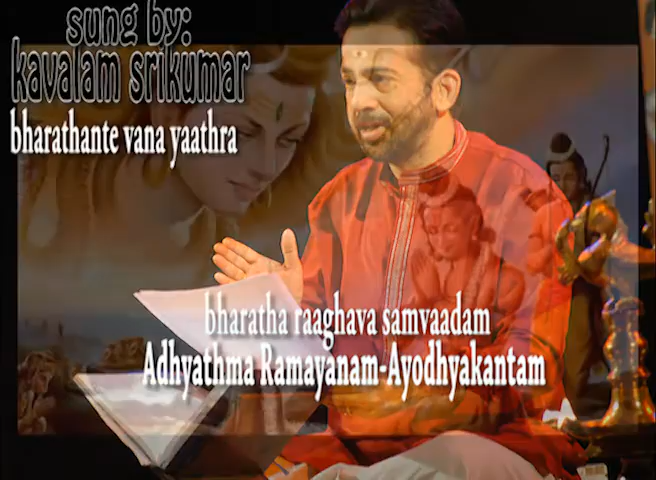 sung by:
kavalam srikumar
bharathante vana yaathra
bharatha raaghava samvaadam
Adhyathma Ramayanam-Ayodhyakantam